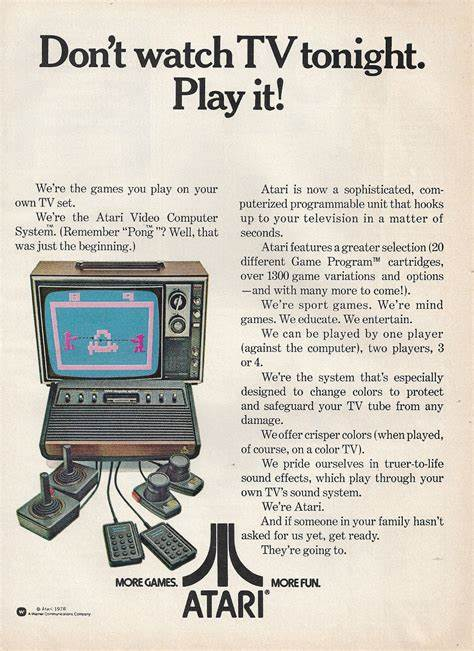 Don't watch TV tonight.
Play it!
We're the games you play on your
own TV set.
We're the Atari Video Computer
System.™ (Remember "Pong™"? Well, that
was just the beginning.)
Atari is now a sophisticated, com-
puterized programmable unit that hooks
up to your television in a matter of
seconds.
Atari features a greater selection (20
different Game Program™ cartridges,
over 1300 game variations and options
—and with many more to come!).
We're sport games. We're mind
games. We educate. We entertain.
We can be played by one player
(against the computer), two players, 3
or 4.
We're the system that's especially
designed to change colors to protect
and safeguard your TV tube from any
damage.
We offer crisper colors (when played,
of course, on a color TV).
We pride ourselves in truer-to-life
sound effects, which play through your
own TV's sound system.
We're Atari.
And if someone in your family hasn't
asked for us yet, get ready.
They're going to.
9
MORE GAMES.
MORE FUN.
ATARI®
© Atari 1978
A Warner Communications Company